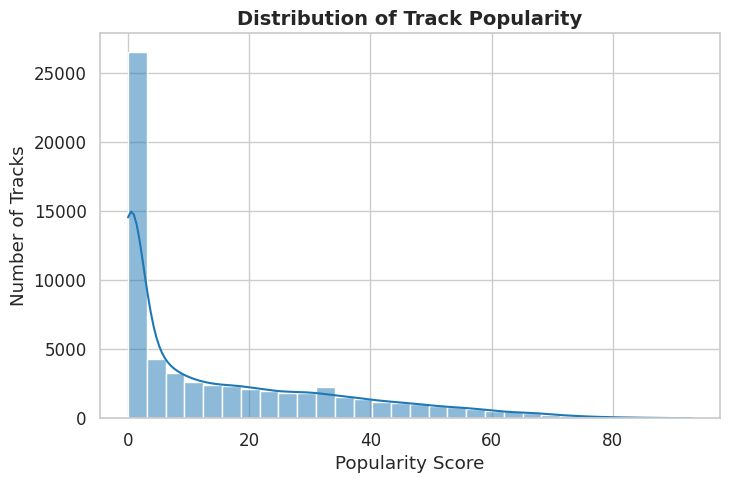 Distribution of Track Popularity
Number of Tracks
25000
20000
15000
10000
5000
0
0 20 40 60 80
Popularity Score